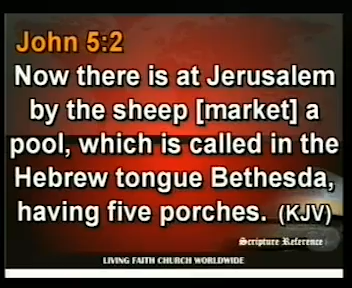 John 5:2
Now there is at Jerusalem
by the sheep [market] a
pool, which is called in the
Hebrew tongue Bethesda,
having five porches. (KJV)
Scripture Reference
LIVING FAITH CHURCH WORLDWIDE